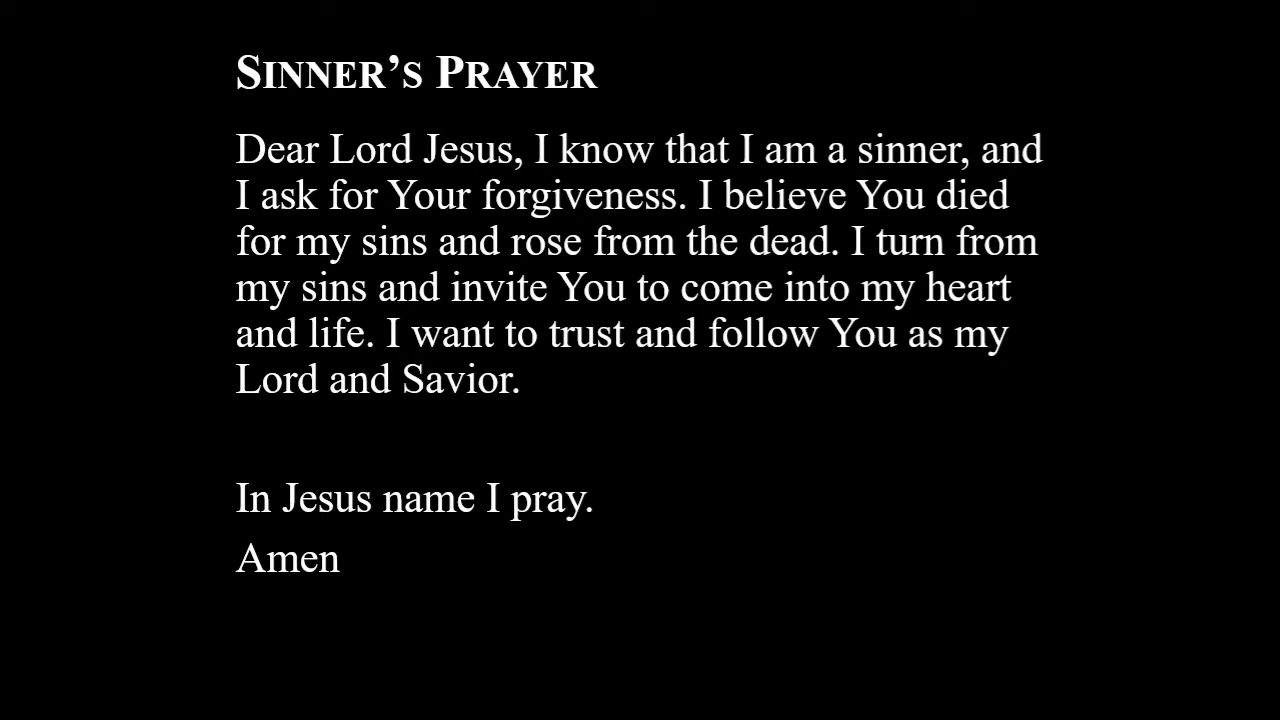 SINNER’S PRAYER
Dear Lord Jesus, I know that I am a sinner, and
I ask for Your forgiveness. I believe You died
for my sins and rose from the dead. I turn from
my sins and invite You to come into my heart
and life. I want to trust and follow You as my
Lord and Savior.
In Jesus name I pray.
Amen